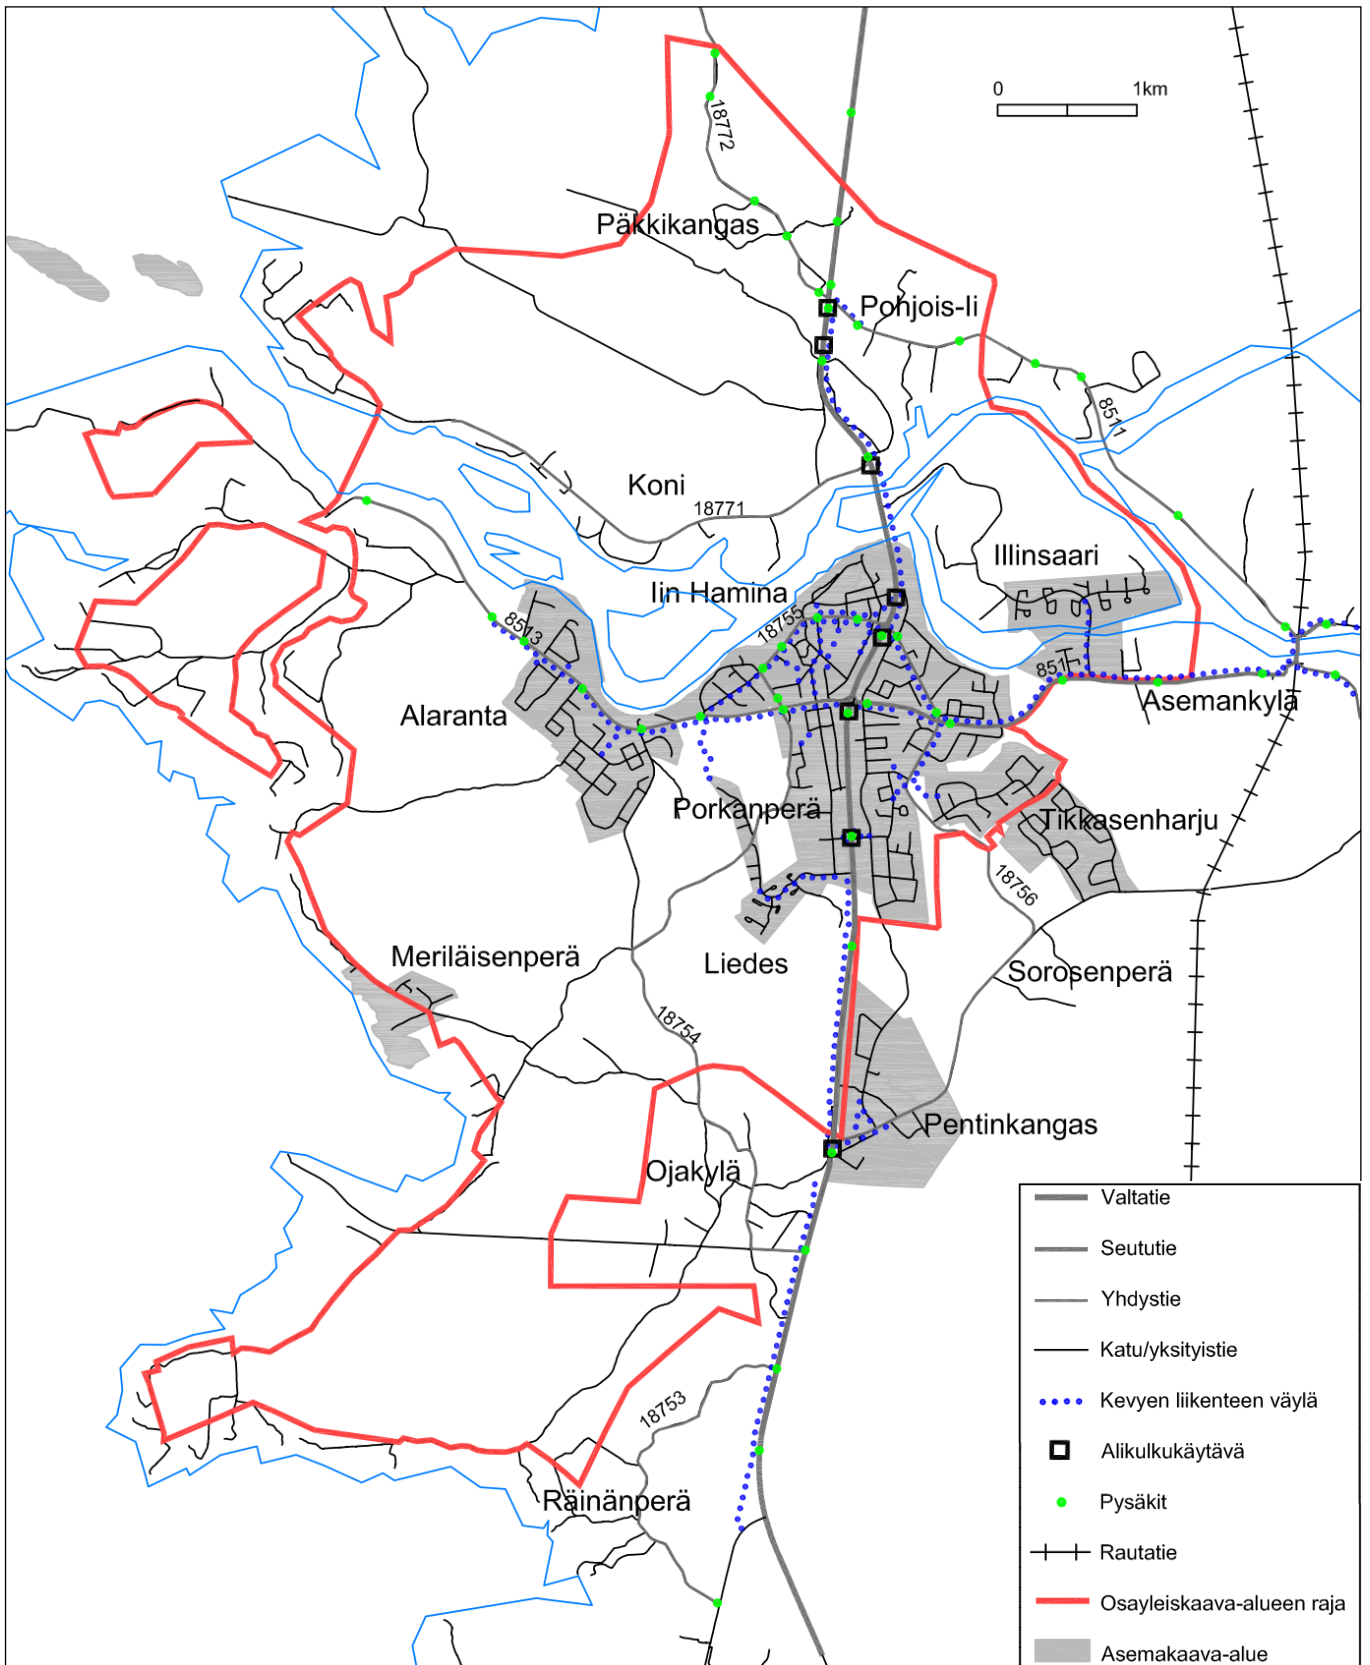 0 1km
18772
Päkkikangas
Pohjois-Ii
8511
Koni
18771
Illinsaari
Iin Hamina
18755
8513
851
Asemankylä
Alaranta
Porkanperä
Tikkasenharju
18756
Meriläisenperä
Liedes
Sorosenperä
18754
Pentinkangas
Ojakylä
18753
Räinänperä
Valtatie
Seututie
Yhdystie
Katu/yksityistie
Kevyen liikenteen väylä
Alikulkukäytävä
Pysäkit
Rautatie
Osayleiskaava-alueen raja
Asemakaava-alue